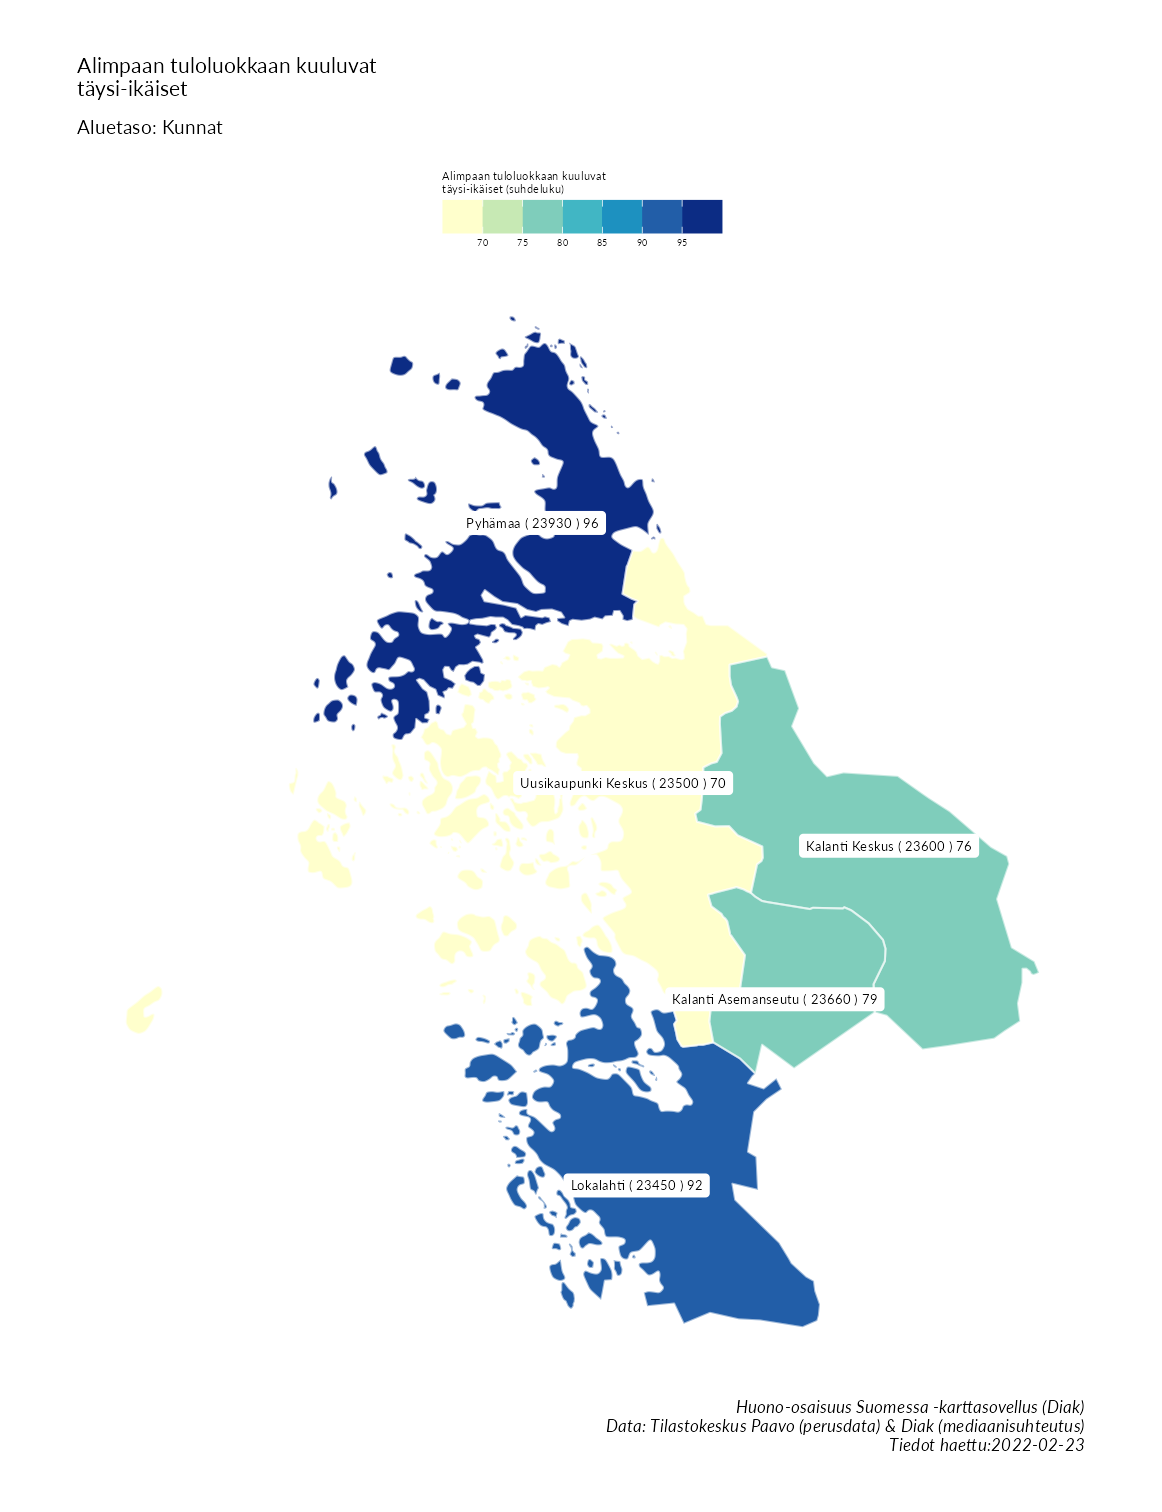 Alimpaan tuloluokkaan kuuluvat
täysi-ikäiset
Aluetaso: Kunnat
Alimpaan tuloluokkaan kuuluvat
täysi-ikäiset (suhdeluku)
70 75 80 85 90 95
Pyhämaa ( 23930 ) 96
Uusikaupunki Keskus ( 23500 ) 70
Kalanti Keskus ( 23600 ) 76
Kalanti Asemanseutu ( 23660 ) 79
Lokalahti ( 23450 ) 92
Huono-osaisuus Suomessa -karttasovellus (Diak)
Data: Tilastokeskus Paavo (perusdata) & Diak (mediaanisuhteutus)
Tiedot haettu:2022-02-23